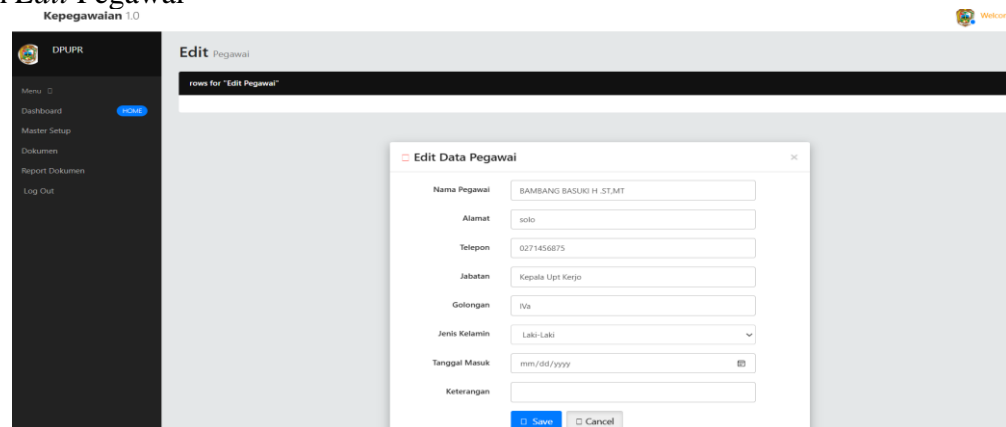 Edit Pegawai
Kepegawaian 1.0
Welcom
DPUPR
Menu
Dashboard HOME
Master Setup
Dokumen
Report Dokumen
Log Out
Edit Pegawai
rows for "Edit Pegawai"
Edit Data Pegawai ×
Nama Pegawai BAMBANG BASUKI H .ST,MT
Alamat solo
Telepon 0271456875
Jabatan Kepala Upt Kerjo
Golongan IVa
Jenis Kelamin Laki-Laki
Tanggal Masuk mm/dd/yyyy
Keterangan
Save Cancel